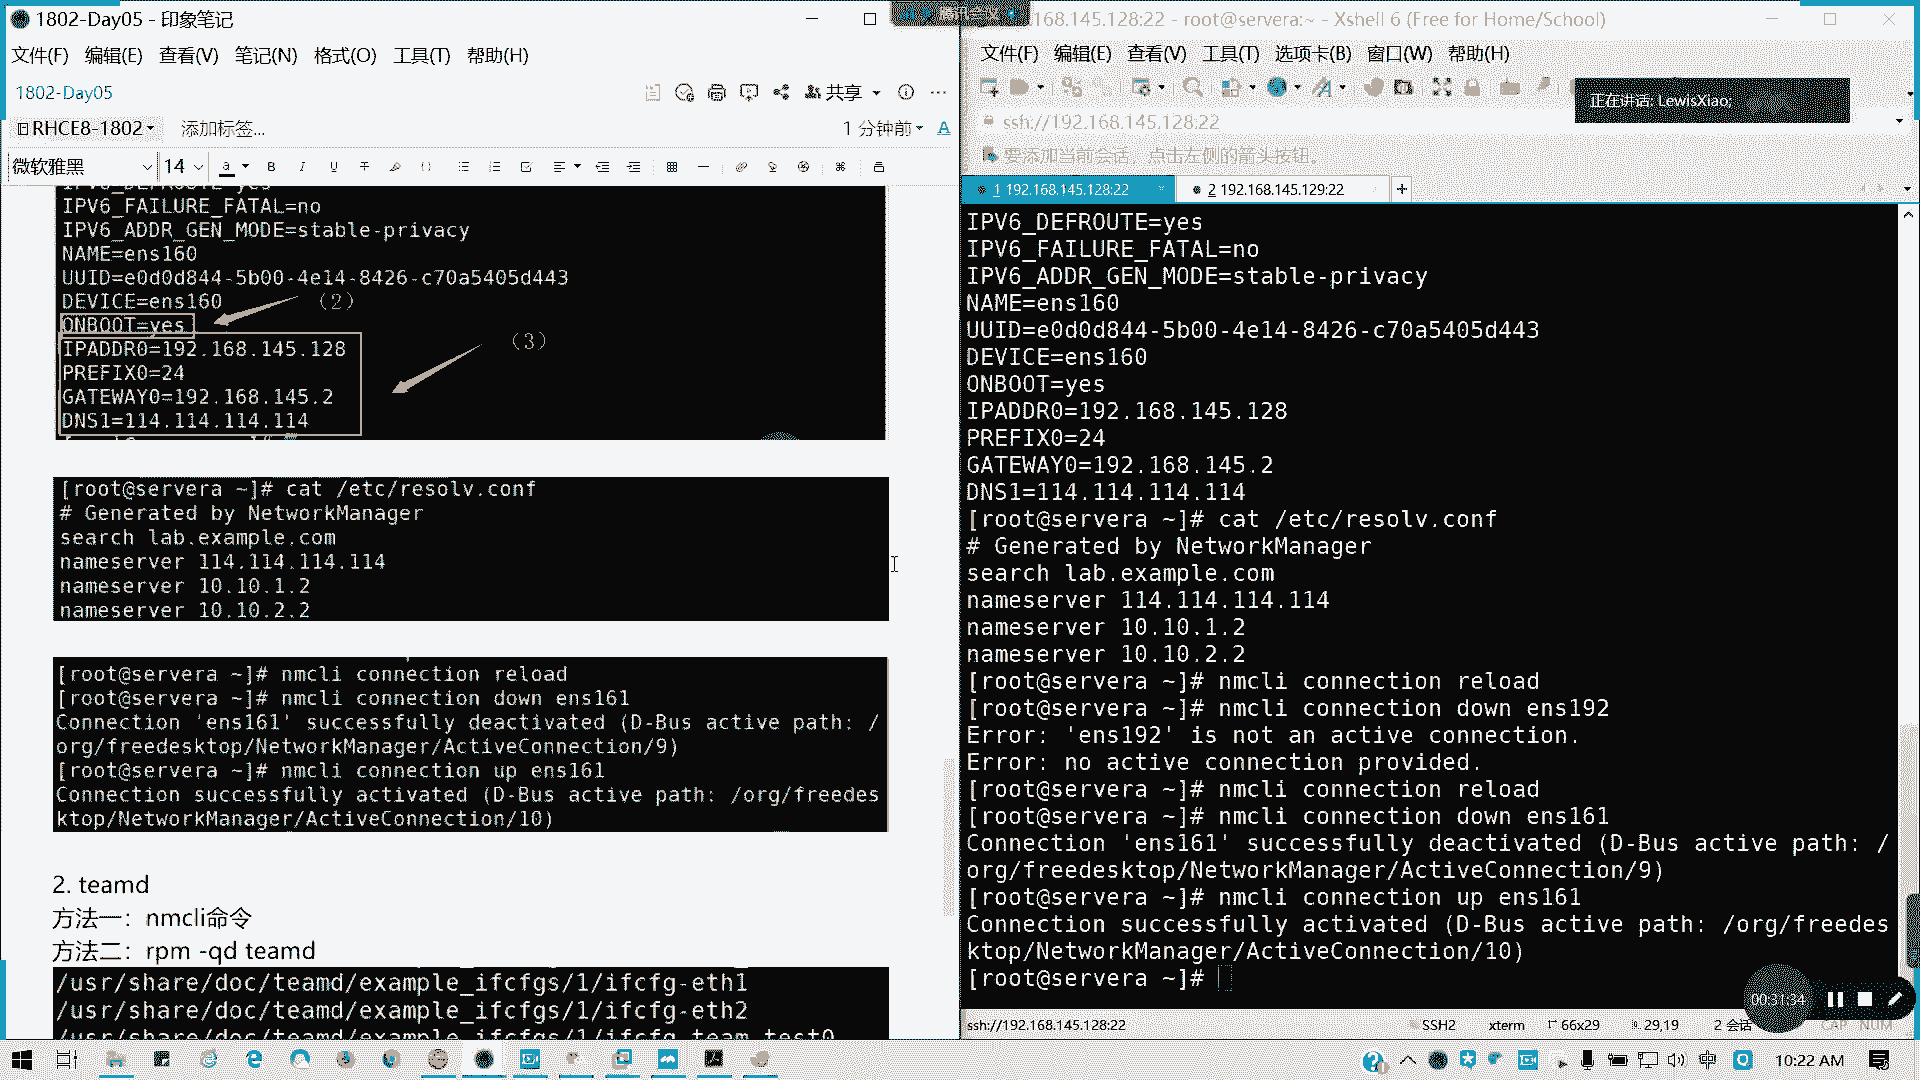 1802-Day05 - 印象笔记
文件(F) 编辑(E) 查看(V) 笔记(N) 格式(O) 工具(T) 帮助(H)
1802-Day05
共享
RHCE8-1802
添加标签...
1 分钟前
微软雅黑
14
IPV6_FAILURE_FATAL=no
IPV6_ADDR_GEN_MODE=stable-privacy
NAME=ens160
UUID=e0d0d844-5b00-4e14-8426-c70a5405d443
DEVICE=ens160
（2）
ONBOOT=yes
（3）
IPADDR0=192.168.145.128
PREFIX0=24
GATEWAY0=192.168.145.2
DNS1=114.114.114.114
[root@servera ~]# cat /etc/resolv.conf
# Generated by NetworkManager
search lab.example.com
nameserver 114.114.114.114
nameserver 10.10.1.2
nameserver 10.10.2.2
[root@servera ~]# nmcli connection reload
[root@servera ~]# nmcli connection down ens161
Connection 'ens161' successfully deactivated (D-Bus active path: /
org/freedesktop/NetworkManager/ActiveConnection/9)
[root@servera ~]# nmcli connection up ens161
Connection successfully activated (D-Bus active path: /org/freedes
ktop/NetworkManager/ActiveConnection/10)
2. teamd
方法一：nmcli命令
方法二：rpm -qd teamd
/usr/share/doc/teamd/example_ifcfgs/1/ifcfg-eth1
/usr/share/doc/teamd/example_ifcfgs/1/ifcfg-eth2
/usr/share/doc/teamd/example_ifcfgs/1/ifcfg-team_test0
腾讯会议
168.145.128:22 - root@servera:~ - Xshell 6 (Free for Home/School)
文件(F) 编辑(E) 查看(V) 工具(T) 选项卡(B) 窗口(W) 帮助(H)
正在讲话: LewisXiao;
ssh://192.168.145.128:22
要添加当前会话，点击左侧的箭头按钮。
1 192.168.145.128:22
2 192.168.145.129:22
IPV6_DEFROUTE=yes
IPV6_FAILURE_FATAL=no
IPV6_ADDR_GEN_MODE=stable-privacy
NAME=ens160
UUID=e0d0d844-5b00-4e14-8426-c70a5405d443
DEVICE=ens160
ONBOOT=yes
IPADDR0=192.168.145.128
PREFIX0=24
GATEWAY0=192.168.145.2
DNS1=114.114.114.114
[root@servera ~]# cat /etc/resolv.conf
# Generated by NetworkManager
search lab.example.com
nameserver 114.114.114.114
nameserver 10.10.1.2
nameserver 10.10.2.2
[root@servera ~]# nmcli connection reload
[root@servera ~]# nmcli connection down ens192
Error: 'ens192' is not an active connection.
Error: no active connection provided.
[root@servera ~]# nmcli connection reload
[root@servera ~]# nmcli connection down ens161
Connection 'ens161' successfully deactivated (D-Bus active path: /
org/freedesktop/NetworkManager/ActiveConnection/9)
[root@servera ~]# nmcli connection up ens161
Connection successfully activated (D-Bus active path: /org/freedes
ktop/NetworkManager/ActiveConnection/10)
[root@servera ~]#
00:31:34
ssh://192.168.145.128:22
SSH2
xterm
66x29
29,19
2 会话
CAP NUM
中
10:22 AM